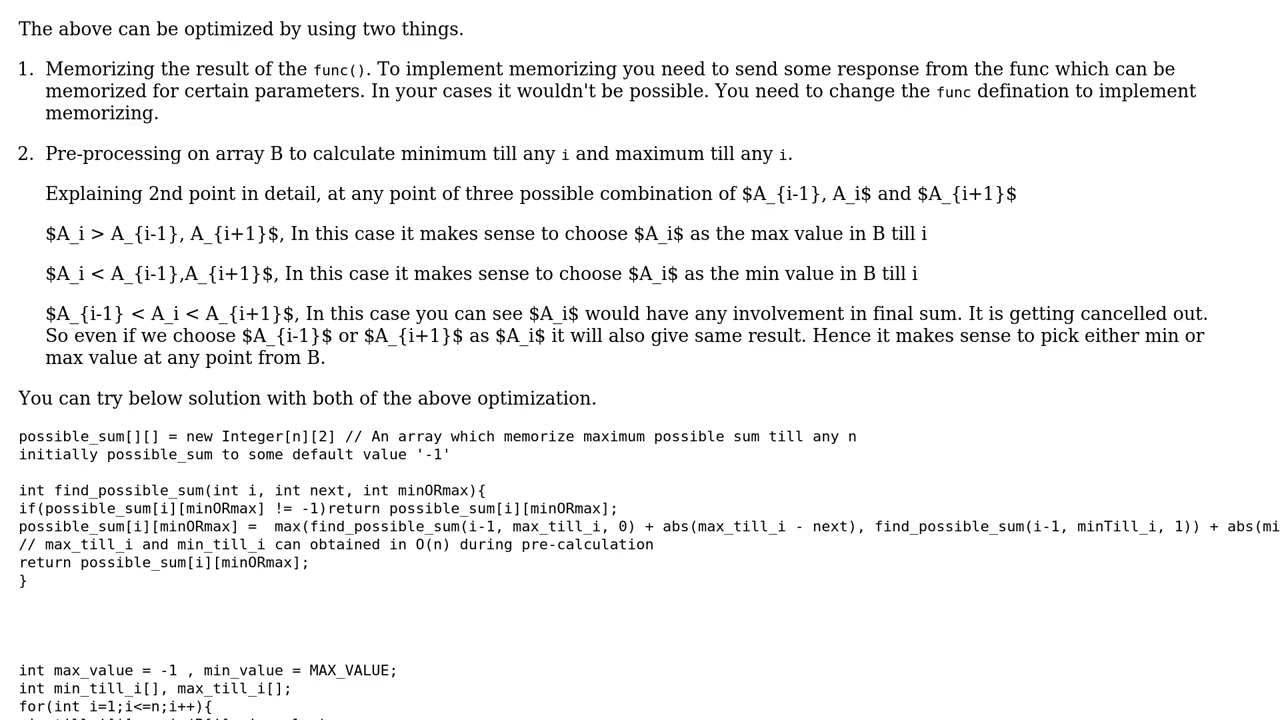 The above can be optimized by using two things.
1. Memorizing the result of the func(). To implement memorizing you need to send some response from the func which can be
memorized for certain parameters. In your cases it wouldn't be possible. You need to change the func defination to implement
memorizing.
2. Pre-processing on array B to calculate minimum till any i and maximum till any i.
Explaining 2nd point in detail, at any point of three possible combination of $A_{i-1}, A_i$ and $A_{i+1}$
$A_i > A_{i-1}, A_{i+1}$, In this case it makes sense to choose $A_i$ as the max value in B till i
$A_i < A_{i-1},A_{i+1}$, In this case it makes sense to choose $A_i$ as the min value in B till i
$A_{i-1} < A_i < A_{i+1}$, In this case you can see $A_i$ would have any involvement in final sum. It is getting cancelled out.
So even if we choose $A_{i-1}$ or $A_{i+1}$ as $A_i$ it will also give same result. Hence it makes sense to pick either min or
max value at any point from B.
You can try below solution with both of the above optimization.
possible_sum[][] = new Integer[n][2] // An array which memorize maximum possible sum till any n
initially possible_sum to some default value '-1'
int find_possible_sum(int i, int next, int minORmax){
if(possible_sum[i][minORmax] != -1)return possible_sum[i][minORmax];
possible_sum[i][minORmax] =  max(find_possible_sum(i-1, max_till_i, 0) + abs(max_till_i - next), find_possible_sum(i-1, minTill_i, 1)) + abs(mi
// max_till_i and min_till_i can obtained in O(n) during pre-calculation
return possible_sum[i][minORmax];
}
int max_value = -1 , min_value = MAX_VALUE;
int min_till_i[], max_till_i[];
for(int i=1;i<=n;i++){